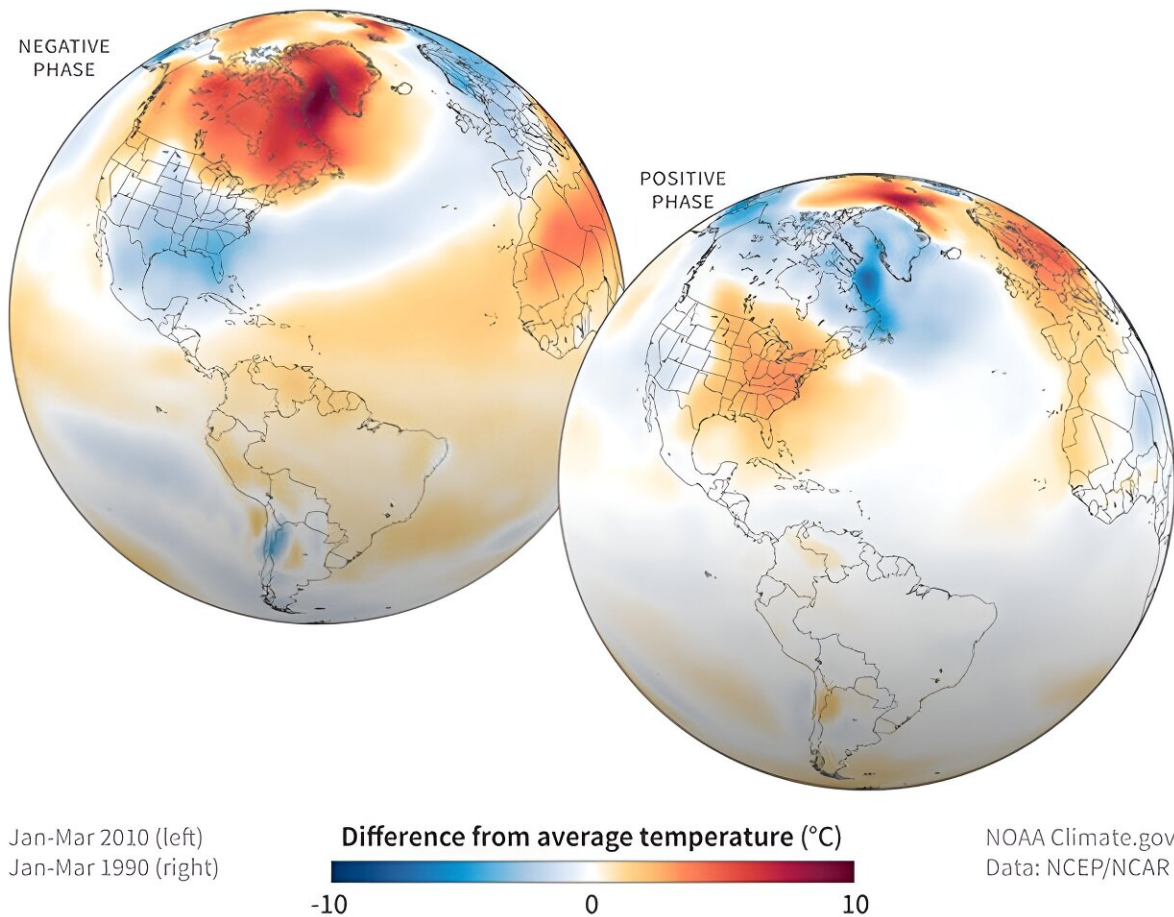 NEGATIVE
PHASE
POSITIVE
PHASE
Jan-Mar 2010 (left)
Jan-Mar 1990 (right)
Difference from average temperature (°C)
-10 0 10
NOAA Climate.gov
Data: NCEP/NCAR